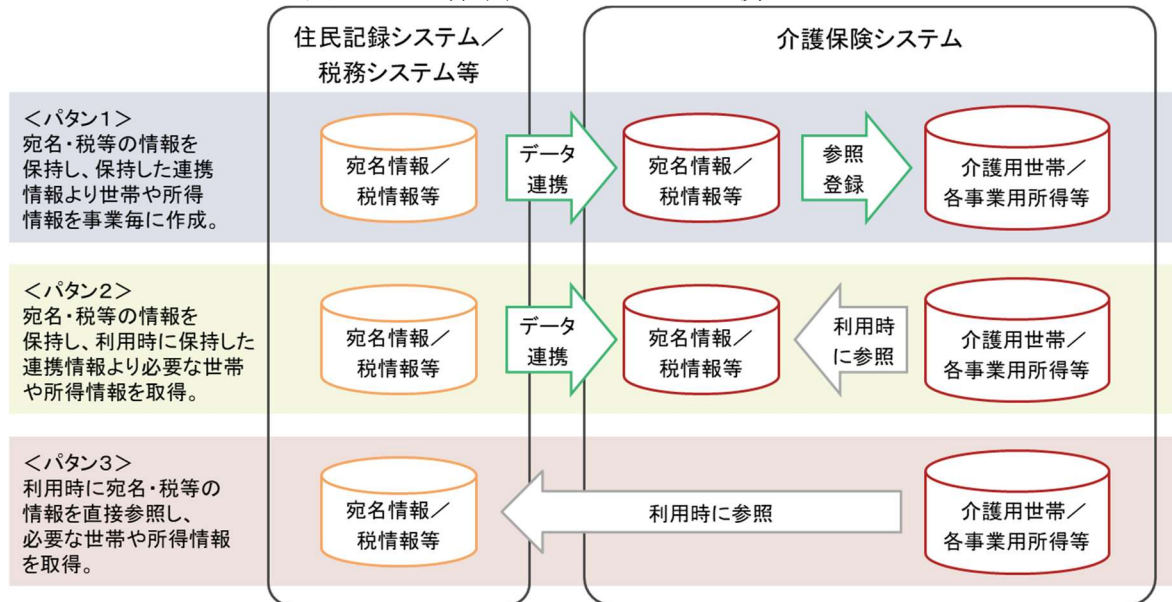 住民記録システム／
税務システム等
介護保険システム
＜パタン１＞
宛名・税等の情報を
保持し、保持した連携
情報より世帯や所得
情報を事業毎に作成。
宛名情報／
税情報等
データ
連携
宛名情報／
税情報等
参照
登録
介護用世帯／
各事業用所得等
＜パタン２＞
宛名・税等の情報を
保持し、利用時に保持した
連携情報より必要な世帯
や所得情報を取得。
宛名情報／
税情報等
データ
連携
宛名情報／
税情報等
利用時
に参照
介護用世帯／
各事業用所得等
＜パタン３＞
利用時に宛名・税等の
情報を直接参照し、
必要な世帯や所得情報
を取得。
宛名情報／
税情報等
利用時に参照
介護用世帯／
各事業用所得等